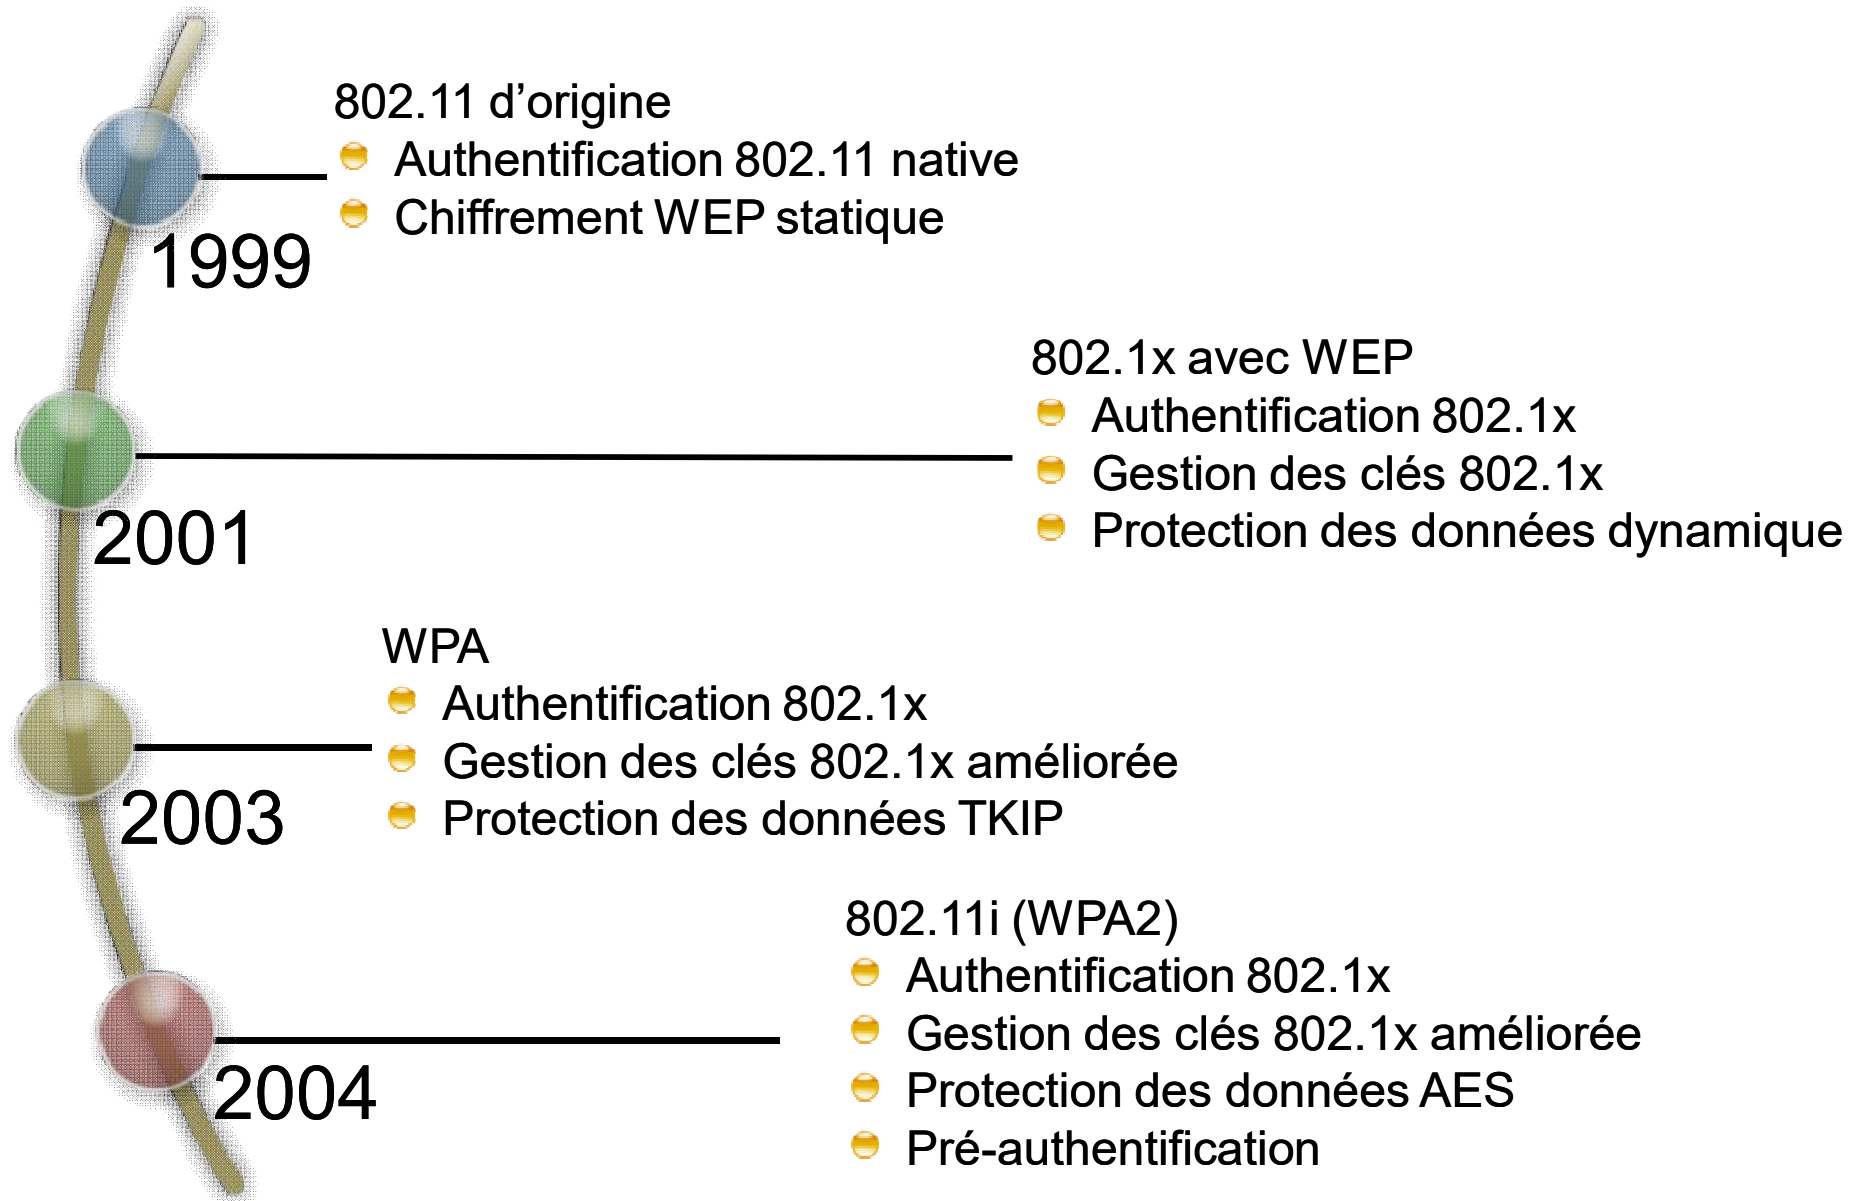 802.11 d’origine
Authentification 802.11 native
Chiffrement WEP statique
1999
802.1x avec WEP
Authentification 802.1x
Gestion des clés 802.1x
Protection des données dynamique
2001
WPA
Authentification 802.1x
Gestion des clés 802.1x améliorée
Protection des données TKIP
2003
802.11i (WPA2)
Authentification 802.1x
Gestion des clés 802.1x améliorée
Protection des données AES
Pré-authentification
2004